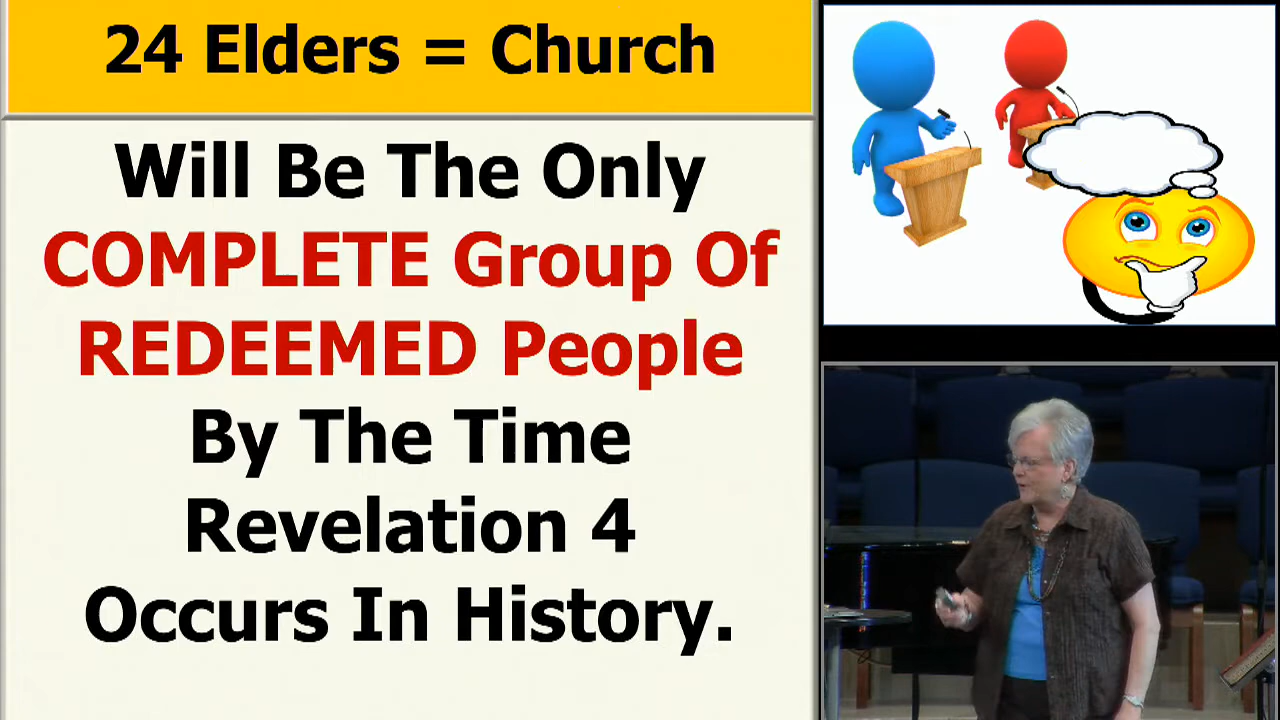 24 Elders = Church
Will Be The Only
COMPLETE Group Of
REDEEMED People
By The Time
Revelation 4
Occurs In History.